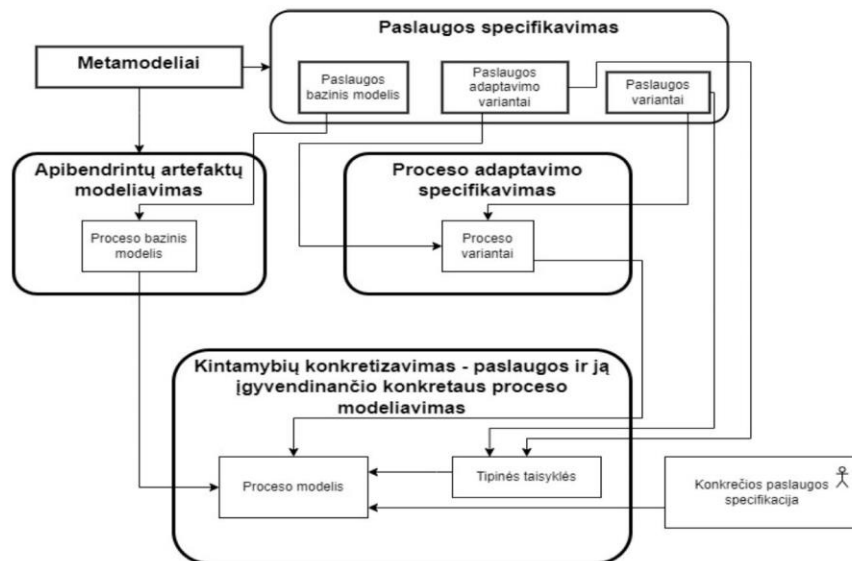 Paslaugos specifikavimas
Metamodeliai
Paslaugos
bazinis modelis
Paslaugos
adaptavimo
variantai
Paslaugos
variantai
Apibendrintų artefaktų
modeliavimas
Proceso bazinis
modelis
Proceso adaptavimo
specifikavimas
Proceso
variantai
Kintamybių konkretizavimas - paslaugos ir ją
įgyvendinančio konkretaus proceso
modeliavimas
Proceso modelis
Tipinės taisyklės
Konkrečios paslaugos
specifikacija